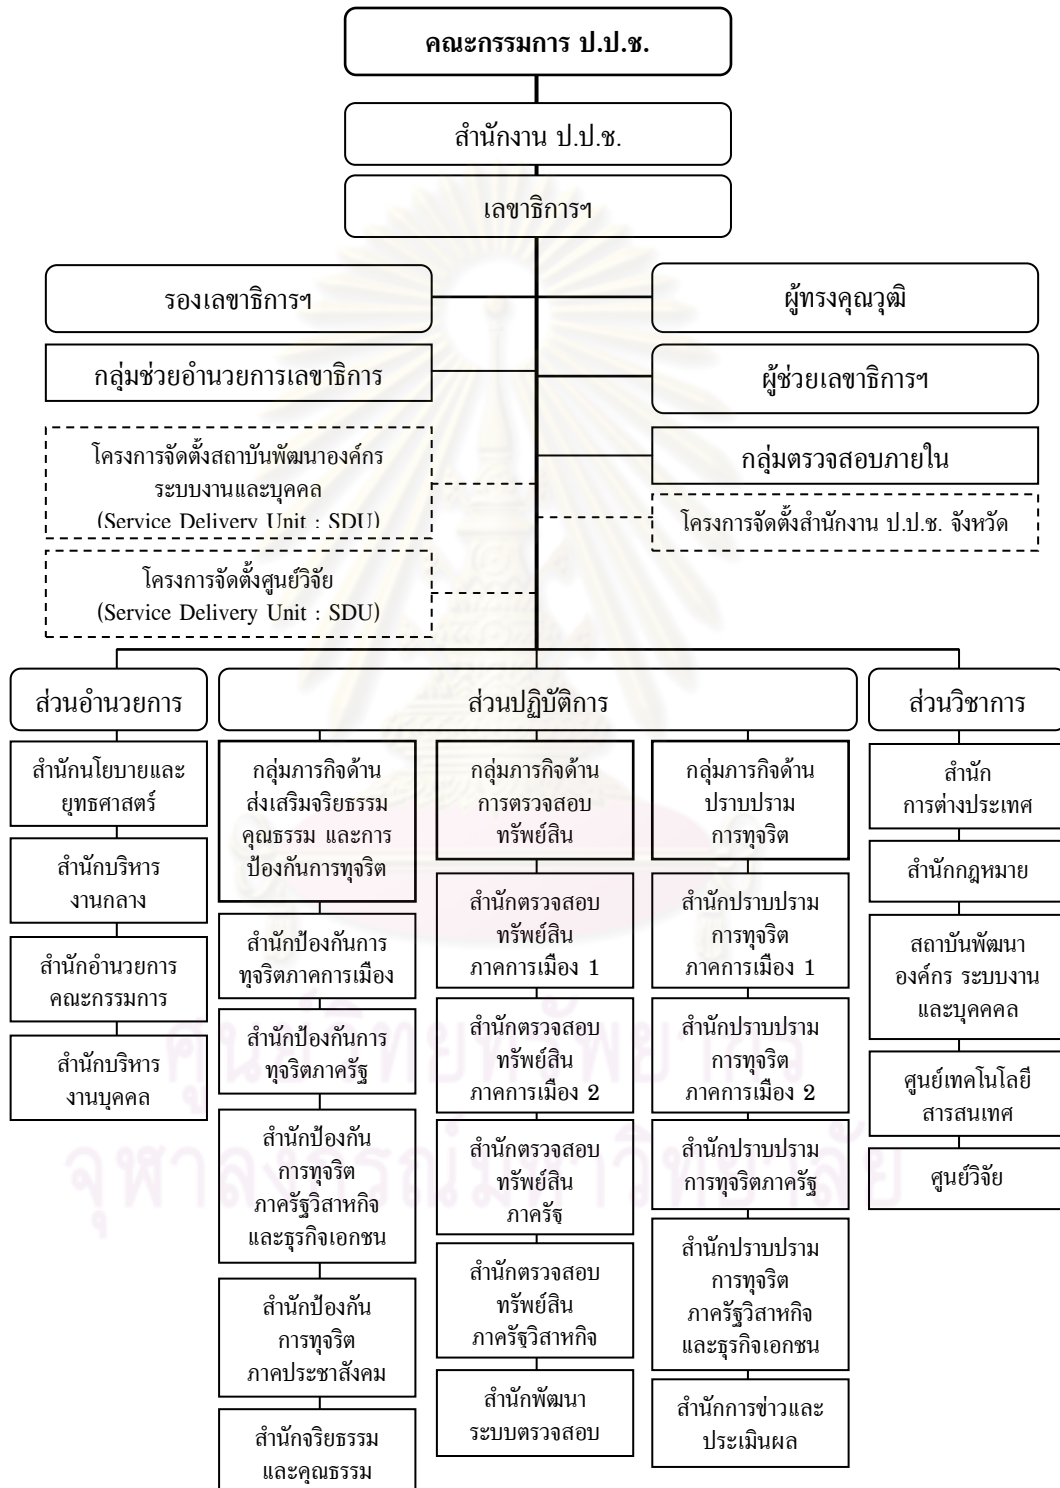 คณะกรรมการ ป.ป.ช.
สำนักงาน ป.ป.ช.
เลขาธิการฯ
รองเลขาธิการฯ
ผู้ทรงคุณวุฒิ
กลุ่มช่วยอำนวยการเลขาธิการ
ผู้ช่วยเลขาธิการฯ
โครงการจัดตั้งสถาบันพัฒนาองค์กร
ระบบงานและบุคคล
(Service Delivery Unit : SDU)
กลุ่มตรวจสอบภายใน
โครงการจัดตั้งสำนักงาน ป.ป.ช. จังหวัด
โครงการจัดตั้งศูนย์วิจัย
(Service Delivery Unit : SDU)
ส่วนอำนวยการ
สำนักนโยบายและ
ยุทธศาสตร์
สำนักบริหาร
งานกลาง
สำนักอำนวยการ
คณะกรรมการ
สำนักบริหาร
งานบุคคล
ส่วนปฏิบัติการ
กลุ่มภารกิจด้าน
ส่งเสริมจริยธรรม
คุณธรรม และการ
ป้องกันการทุจริต
สำนักป้องกันการ
ทุจริตภาคการเมือง
สำนักป้องกันการ
ทุจริตภาครัฐ
สำนักป้องกัน
การทุจริต
ภาครัฐวิสาหกิจ
และธุรกิจเอกชน
สำนักป้องกัน
การทุจริต
ภาคประชาสังคม
สำนักจริยธรรม
และคุณธรรม
กลุ่มภารกิจด้าน
การตรวจสอบ
ทรัพย์สิน
สำนักตรวจสอบ
ทรัพย์สิน
ภาคการเมือง 1
สำนักตรวจสอบ
ทรัพย์สิน
ภาคการเมือง 2
สำนักตรวจสอบ
ทรัพย์สิน
ภาครัฐ
สำนักตรวจสอบ
ทรัพย์สิน
ภาครัฐวิสาหกิจ
สำนักพัฒนา
ระบบตรวจสอบ
กลุ่มภารกิจด้าน
ปราบปราม
การทุจริต
สำนักปราบปราม
การทุจริต
ภาคการเมือง 1
สำนักปราบปราม
การทุจริต
ภาคการเมือง 2
สำนักปราบปราม
การทุจริตภาครัฐ
สำนักปราบปราม
การทุจริต
ภาครัฐวิสาหกิจ
และธุรกิจเอกชน
สำนักการข่าวและ
ประเมินผล
ส่วนวิชาการ
สำนัก
การต่างประเทศ
สำนักกฎหมาย
สถาบันพัฒนา
องค์กร ระบบงาน
และบุคคคล
ศูนย์เทคโนโลยี
สารสนเทศ
ศูนย์วิจัย
ศูนย์วิทยทรัพยากร
จุฬาลงกรณ์มหาวิทยาลัย